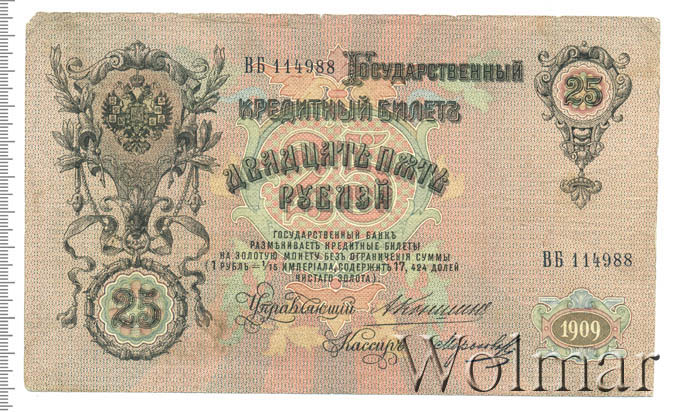 ВБ 114988 Государственный
25
Кредитный билетъ
Двадцать пять
рублей
Государственный банкъ
размѣниваетъ кредитные билеты
на золотую монету безъ ограниченія суммы
(1 рубль = 1/15 имперіала, содержитъ 17, 424 долей
чистаго золота).
ВБ 114988
25
Управляющій
1909
Кассиръ
Wolmar